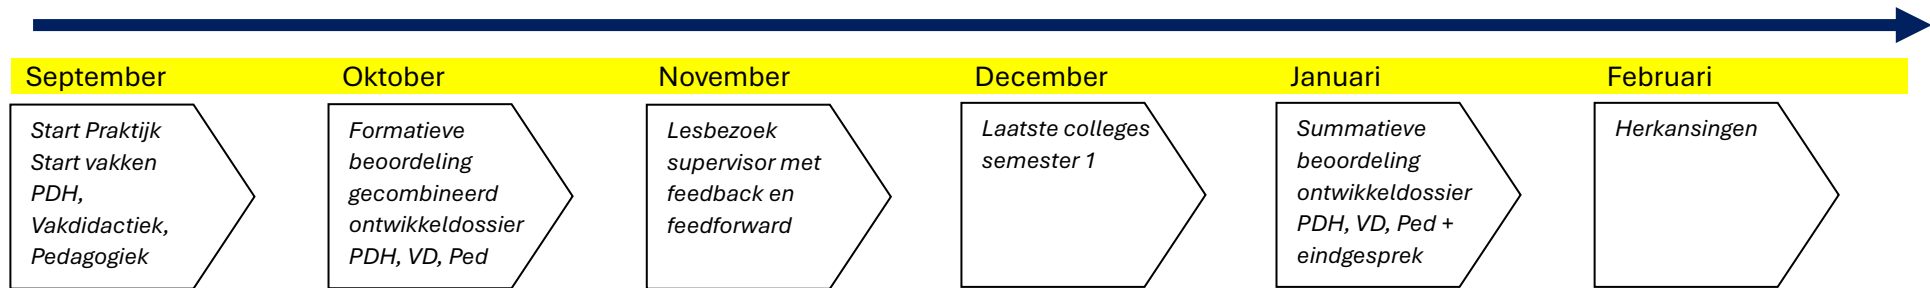 September
Oktober
November
December
Januari
Februari
Start Praktijk
Start vakken
PDH,
Vakdidactiek,
Pedagogiek
Formatieve
beoordeling
gecombineerd
ontwikkeldossier
PDH, VD, Ped
Lesbezoek
supervisor met
feedback en
feedforward
Laatste colleges
semester 1
Summatieve
beoordeling
ontwikkeldossier
PDH, VD, Ped +
eindgesprek
Herkansingen